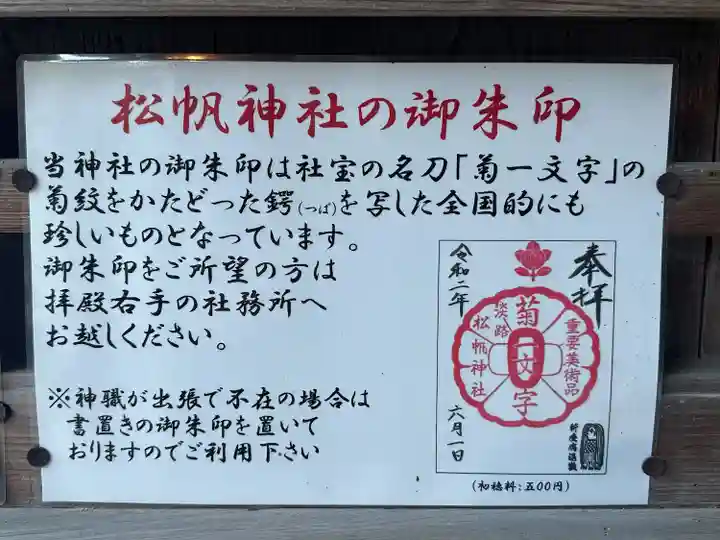 松帆神社の御朱印
当神社の御朱印は社宝の名刀「菊一文字」の
菊紋をかたどった鍔(つば)を写した全国的にも
珍しいものとなっています。
御朱印をご所望の方は
拝殿右手の社務所へ
お越しください。
※神職が出張で不在の場合は
書置きの御朱印を置いて
おりますのでご利用下さい
奉拝
重要美術品
菊一文字
淡路
松帆神社
令和二年
六月一日
(初穂料:五00円)